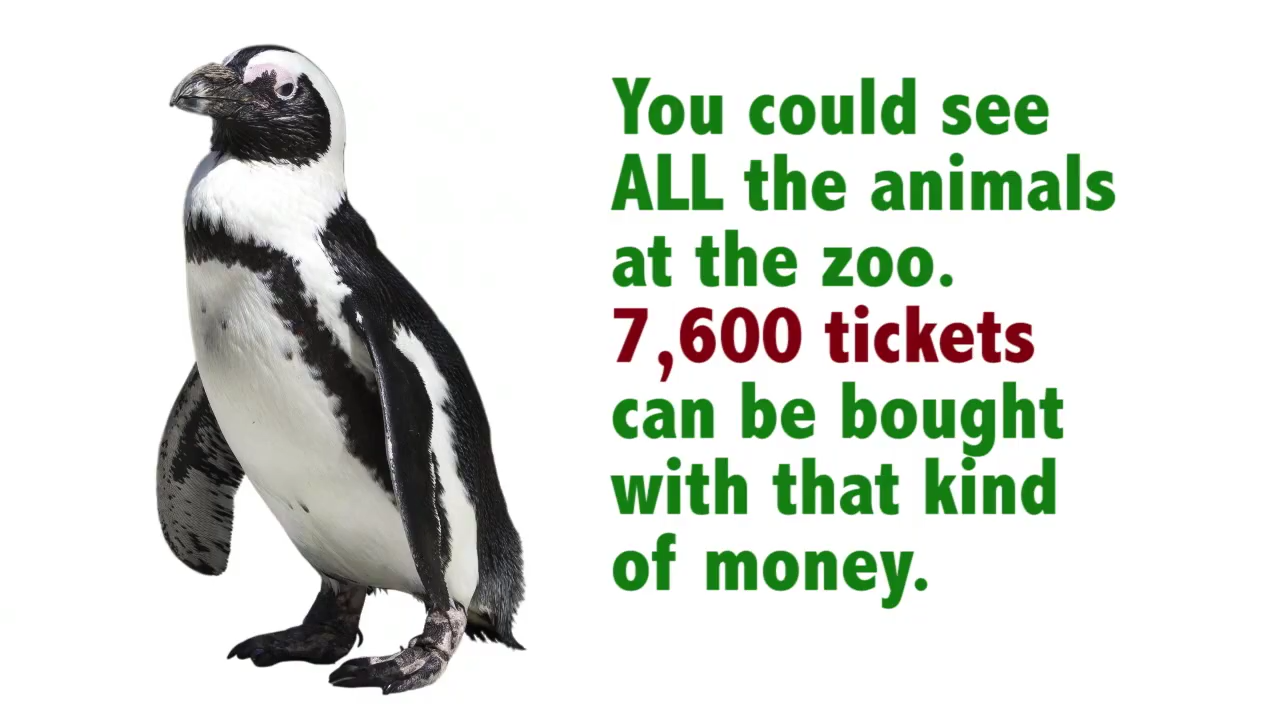 You could see
ALL the animals
at the zoo.
7,600 tickets
can be bought
with that kind
of money.